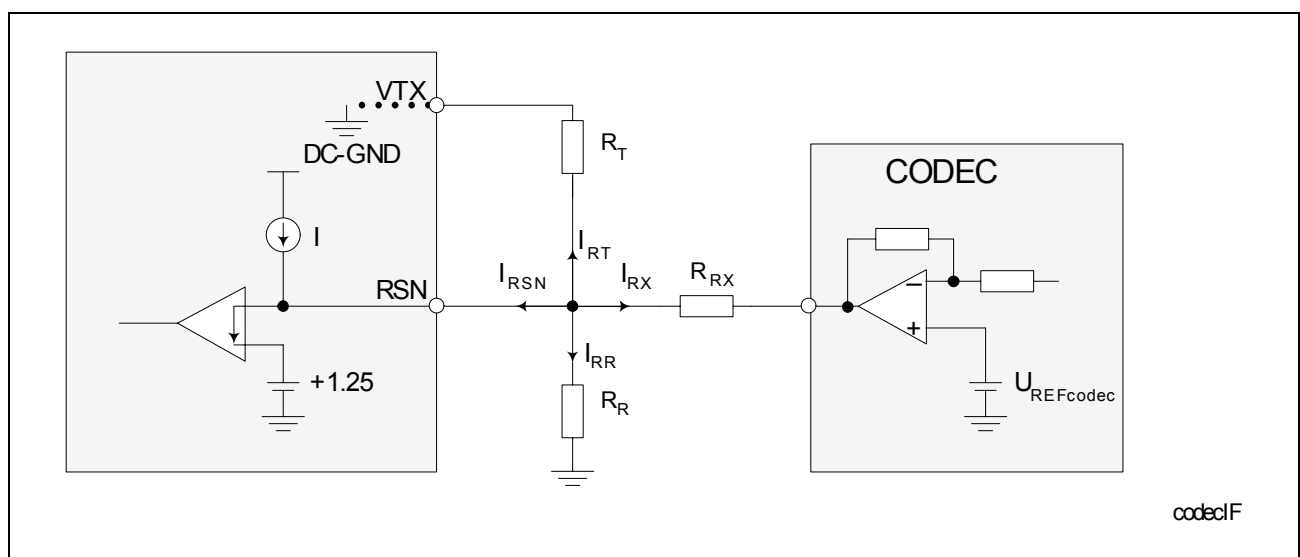 VTX
DC-GND
I
RSN
+1.25
R_T
I_RT
I_RSN
I_RX
R_RX
I_RR
R_R
CODEC
−
+
U_REFcodec
codecIF